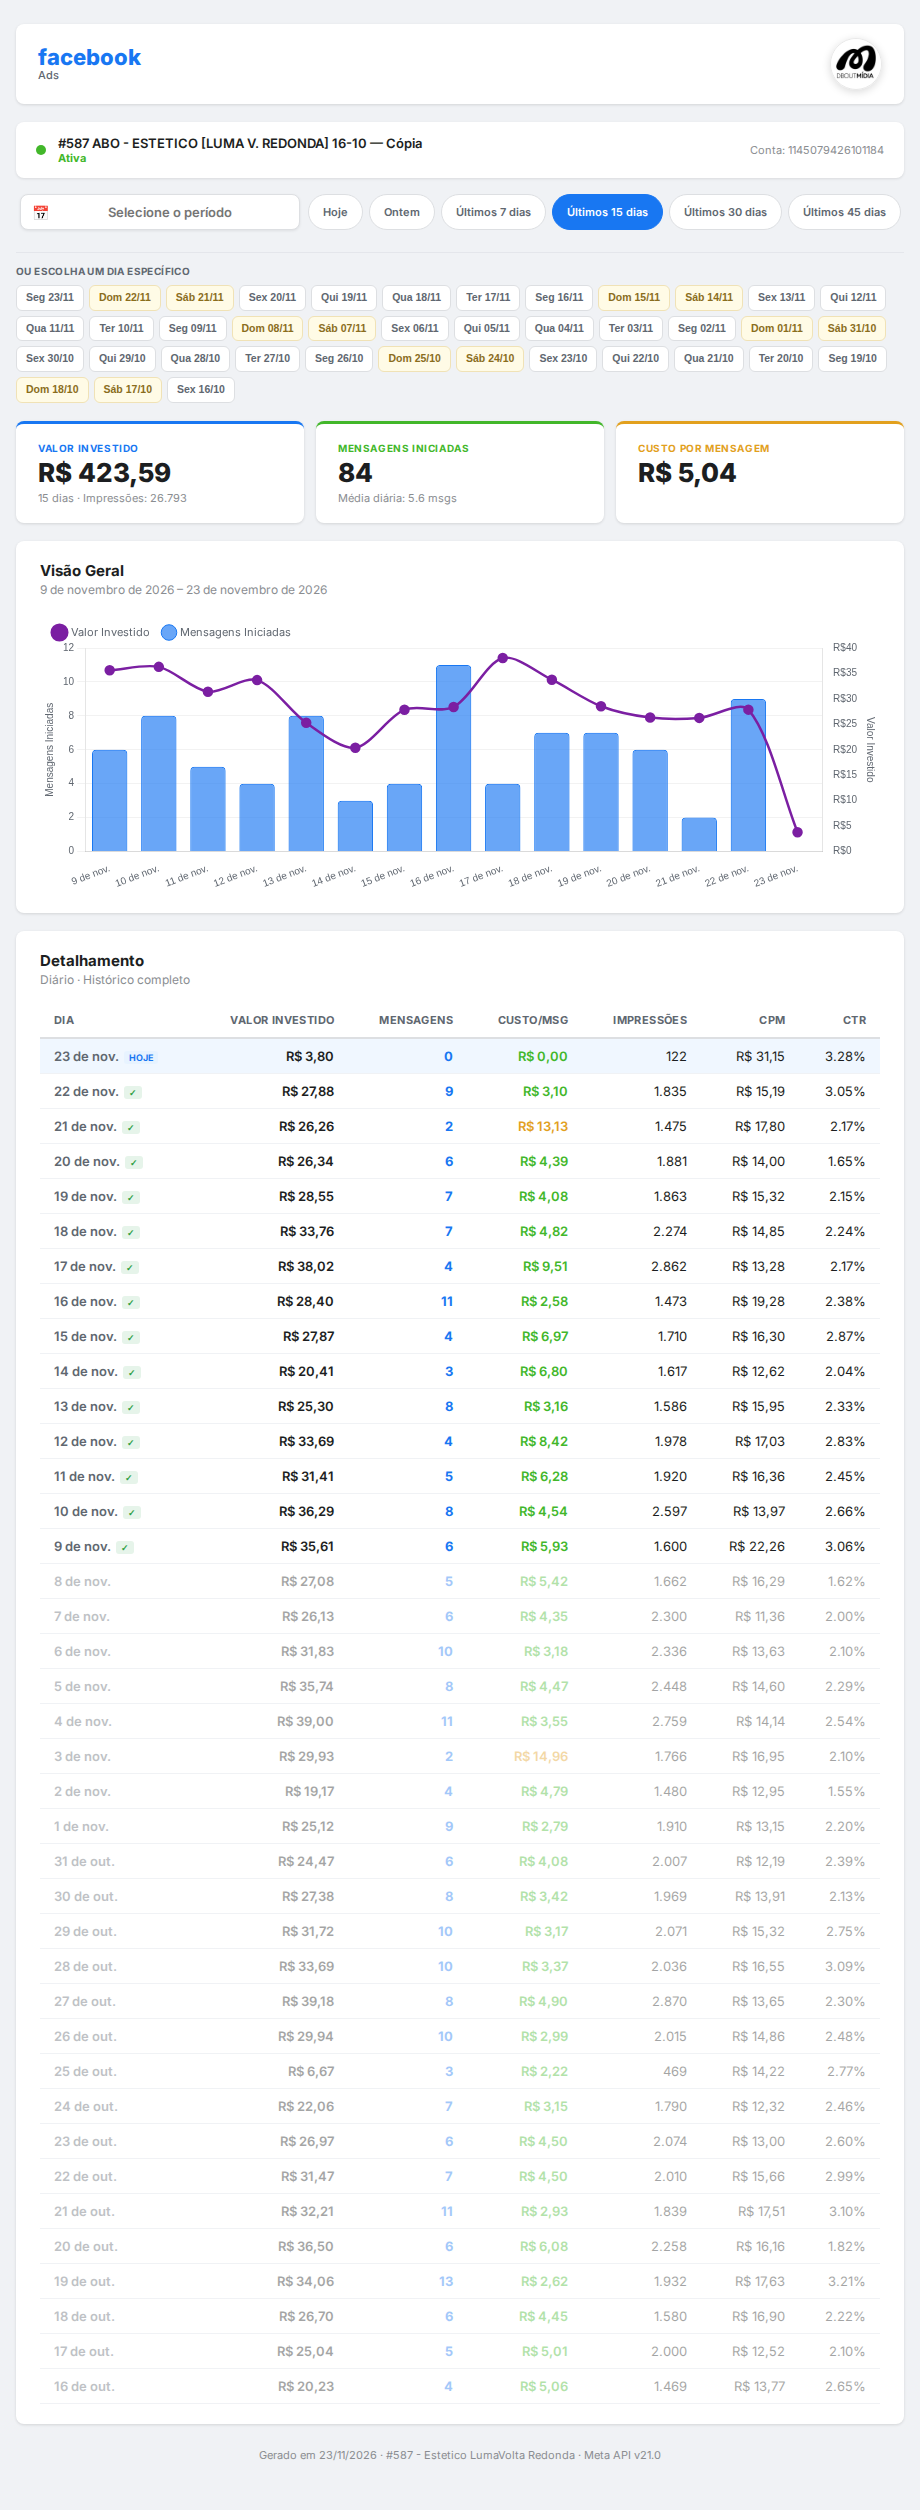 facebook
Ads
DBOUTMÍDIA
#587 ABO - ESTETICO [LUMA V. REDONDA] 16-10 — Cópia
Ativa
Conta: 1145079426101184
Selecione o período
Hoje
Ontem
Últimos 7 dias
Últimos 15 dias
Últimos 30 dias
Últimos 45 dias
OU ESCOLHA UM DIA ESPECÍFICO
Seg 23/11 Dom 22/11 Sáb 21/11 Sex 20/11 Qui 19/11 Qua 18/11 Ter 17/11 Seg 16/11 Dom 15/11 Sáb 14/11 Sex 13/11 Qui 12/11
Qua 11/11 Ter 10/11 Seg 09/11 Dom 08/11 Sáb 07/11 Sex 06/11 Qui 05/11 Qua 04/11 Ter 03/11 Seg 02/11 Dom 01/11 Sáb 31/10
Sex 30/10 Qui 29/10 Qua 28/10 Ter 27/10 Seg 26/10 Dom 25/10 Sáb 24/10 Sex 23/10 Qui 22/10 Qua 21/10 Ter 20/10 Seg 19/10
Dom 18/10 Sáb 17/10 Sex 16/10
VALOR INVESTIDO
R$ 423,59
15 dias · Impressões: 26.793
MENSAGENS INICIADAS
84
Média diária: 5.6 msgs
CUSTO POR MENSAGEM
R$ 5,04
Visão Geral
9 de novembro de 2026 – 23 de novembro de 2026
Valor Investido Mensagens Iniciadas
Mensagens Iniciadas
12
10
8
6
4
2
0
R$40
R$35
R$30
R$25
R$20
R$15
R$10
R$5
R$0
Valor Investido
9 de nov. 10 de nov. 11 de nov. 12 de nov. 13 de nov. 14 de nov. 15 de nov. 16 de nov. 17 de nov. 18 de nov. 19 de nov. 20 de nov. 21 de nov. 22 de nov. 23 de nov.
Detalhamento
Diário · Histórico completo
DIA VALOR INVESTIDO MENSAGENS CUSTO/MSG IMPRESSÕES CPM CTR
23 de nov. HOJE R$ 3,80 0 R$ 0,00 122 R$ 31,15 3.28%
22 de nov. ✓ R$ 27,88 9 R$ 3,10 1.835 R$ 15,19 3.05%
21 de nov. ✓ R$ 26,26 2 R$ 13,13 1.475 R$ 17,80 2.17%
20 de nov. ✓ R$ 26,34 6 R$ 4,39 1.881 R$ 14,00 1.65%
19 de nov. ✓ R$ 28,55 7 R$ 4,08 1.863 R$ 15,32 2.15%
18 de nov. ✓ R$ 33,76 7 R$ 4,82 2.274 R$ 14,85 2.24%
17 de nov. ✓ R$ 38,02 4 R$ 9,51 2.862 R$ 13,28 2.17%
16 de nov. ✓ R$ 28,40 11 R$ 2,58 1.473 R$ 19,28 2.38%
15 de nov. ✓ R$ 27,87 4 R$ 6,97 1.710 R$ 16,30 2.87%
14 de nov. ✓ R$ 20,41 3 R$ 6,80 1.617 R$ 12,62 2.04%
13 de nov. ✓ R$ 25,30 8 R$ 3,16 1.586 R$ 15,95 2.33%
12 de nov. ✓ R$ 33,69 4 R$ 8,42 1.978 R$ 17,03 2.83%
11 de nov. ✓ R$ 31,41 5 R$ 6,28 1.920 R$ 16,36 2.45%
10 de nov. ✓ R$ 36,29 8 R$ 4,54 2.597 R$ 13,97 2.66%
9 de nov. ✓ R$ 35,61 6 R$ 5,93 1.600 R$ 22,26 3.06%
8 de nov. R$ 27,08 5 R$ 5,42 1.662 R$ 16,29 1.62%
7 de nov. R$ 26,13 6 R$ 4,35 2.300 R$ 11,36 2.00%
6 de nov. R$ 31,83 10 R$ 3,18 2.336 R$ 13,63 2.10%
5 de nov. R$ 35,74 8 R$ 4,47 2.448 R$ 14,60 2.29%
4 de nov. R$ 39,00 11 R$ 3,55 2.759 R$ 14,14 2.54%
3 de nov. R$ 29,93 2 R$ 14,96 1.766 R$ 16,95 2.10%
2 de nov. R$ 19,17 4 R$ 4,79 1.480 R$ 12,95 1.55%
1 de nov. R$ 25,12 9 R$ 2,79 1.910 R$ 13,15 2.20%
31 de out. R$ 24,47 6 R$ 4,08 2.007 R$ 12,19 2.39%
30 de out. R$ 27,38 8 R$ 3,42 1.969 R$ 13,91 2.13%
29 de out. R$ 31,72 10 R$ 3,17 2.071 R$ 15,32 2.75%
28 de out. R$ 33,69 10 R$ 3,37 2.036 R$ 16,55 3.09%
27 de out. R$ 39,18 8 R$ 4,90 2.870 R$ 13,65 2.30%
26 de out. R$ 29,94 10 R$ 2,99 2.015 R$ 14,86 2.48%
25 de out. R$ 6,67 3 R$ 2,22 469 R$ 14,22 2.77%
24 de out. R$ 22,06 7 R$ 3,15 1.790 R$ 12,32 2.46%
23 de out. R$ 26,97 6 R$ 4,50 2.074 R$ 13,00 2.60%
22 de out. R$ 31,47 7 R$ 4,50 2.010 R$ 15,66 2.99%
21 de out. R$ 32,21 11 R$ 2,93 1.839 R$ 17,51 3.10%
20 de out. R$ 36,50 6 R$ 6,08 2.258 R$ 16,16 1.82%
19 de out. R$ 34,06 13 R$ 2,62 1.932 R$ 17,63 3.21%
18 de out. R$ 26,70 6 R$ 4,45 1.580 R$ 16,90 2.22%
17 de out. R$ 25,04 5 R$ 5,01 2.000 R$ 12,52 2.10%
16 de out. R$ 20,23 4 R$ 5,06 1.469 R$ 13,77 2.65%
Gerado em 23/11/2026 · #587 - Estetico LumaVolta Redonda · Meta API v21.0